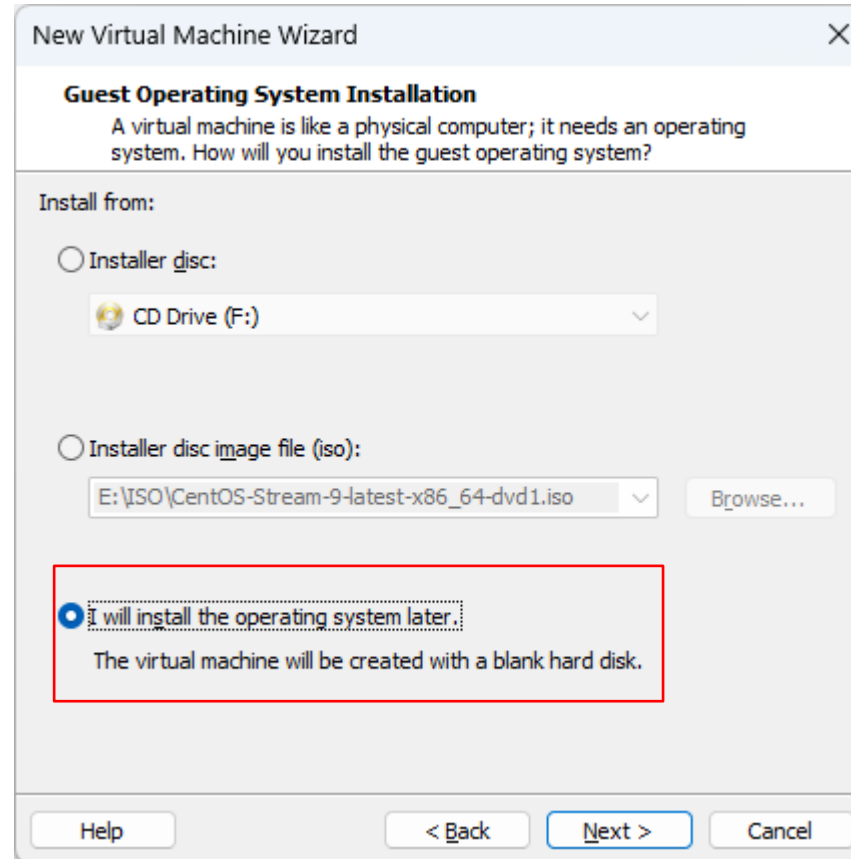 New Virtual Machine Wizard
Guest Operating System Installation
A virtual machine is like a physical computer; it needs an operating
system. How will you install the guest operating system?
Install from:
Installer disc:
CD Drive (F:)
Installer disc image file (iso):
E:\ISO\CentOS-Stream-9-latest-x86_64-dvd1.iso
Browse...
I will install the operating system later.
The virtual machine will be created with a blank hard disk.
Help
< Back
Next >
Cancel